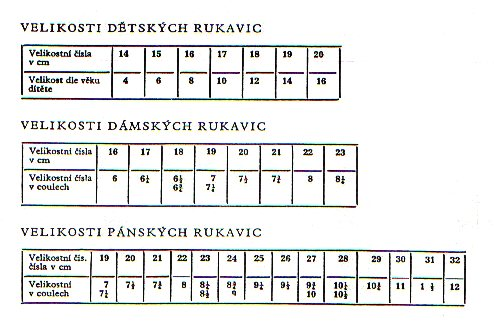 VELIKOSTI DĚTSKÝCH RUKAVIC
Velikostní čísla 14 15 16 17 18 19 20
v cm
Velikost dle věku 4 6 8 10 12 14 16
dítěte
VELIKOSTI DÁMSKÝCH RUKAVIC
Velikostní čísla 16 17 18 19 20 21 22 23
v cm
Velikostní čísla 6 6¼ 6½ 7 7½ 7¾ 8 8¼
v coulech 6¾ 7¼
VELIKOSTI PÁNSKÝCH RUKAVIC
Velikostní čís. 19 20 21 22 23 24 25 26 27 28 29 30 31 32
čísla v cm
Velikostní 7 7½ 7¾ 8 8¼ 8¾ 9¼ 9½ 9¾ 10¼ 10¾ 11 1 ½ 12
v coulech 7¼ 8½ 9 10 10½